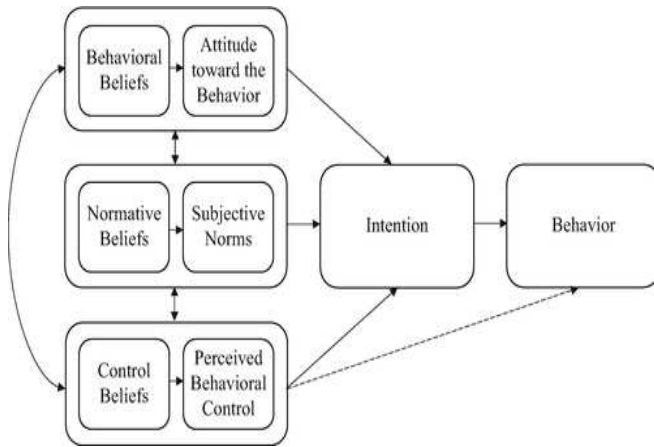 Behavioral
Beliefs
Attitude
toward the
Behavior
Normative
Beliefs
Subjective
Norms
Intention
Behavior
Control
Beliefs
Perceived
Behavioral
Control